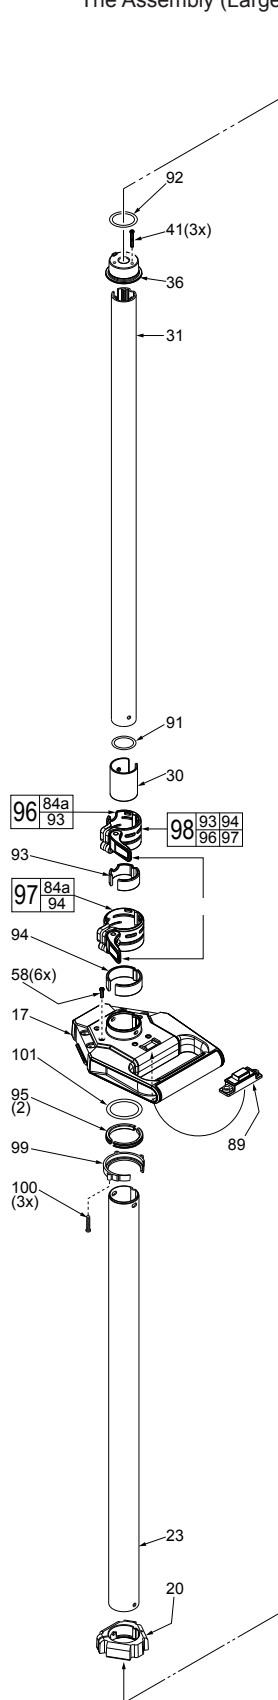 The Assembly (Large
92
41(3x)
36
31
91
30
96 84a 93
98 93 94 96 97
93
97 84a 94
94
58(6x)
17
101
95
(2)
99
89
100
(3x)
23
20